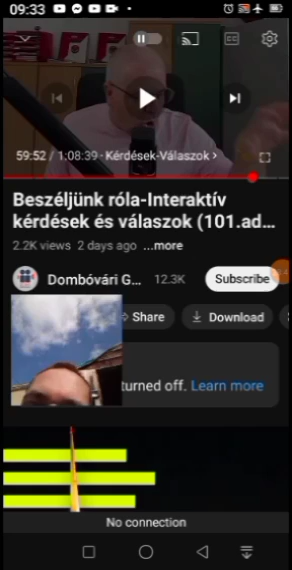 09:33
CC
59:52 / 1:08:39 · Kérdések-Válaszok >
Beszéljünk róla-Interaktív
kérdések és válaszok (101.ad...
2.2K views 2 days ago ...more
Dombóvári G... 12.3K Subscribe
Share Download
turned off. Learn more
No connection